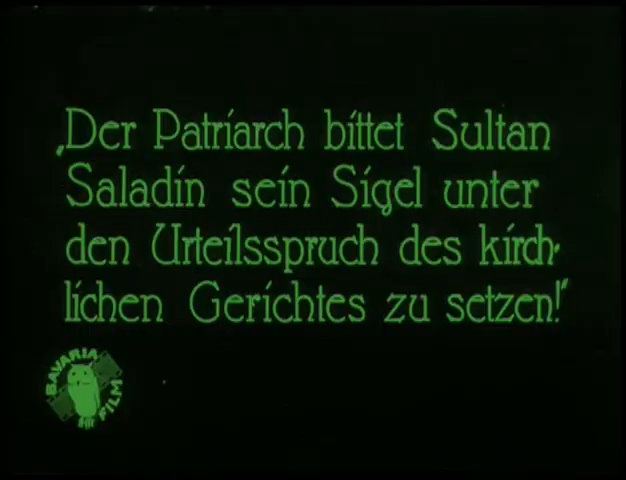 „Der Patriarch bittet Sultan
Saladin sein Sigel unter
den Urteilsspruch des kirch-
lichen Gerichtes zu setzen!“
BAVARIA
FILM